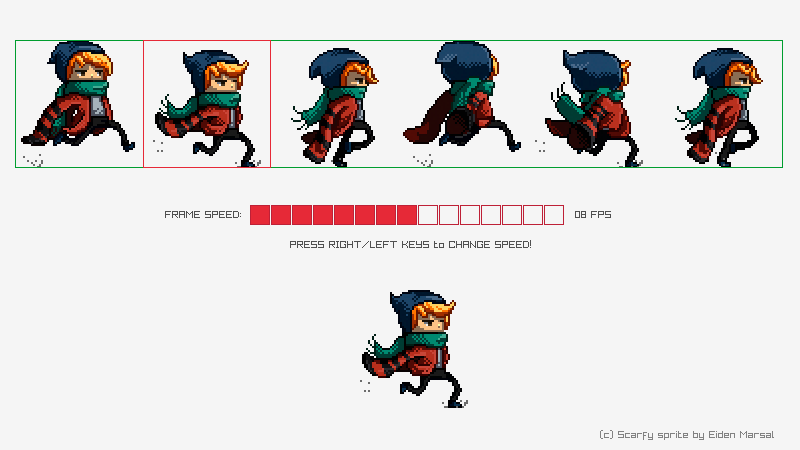 FRAME SPEED: 08 FPS
PRESS RIGHT/LEFT KEYS to CHANGE SPEED!
(c) Scarfy sprite by Eiden Marsal